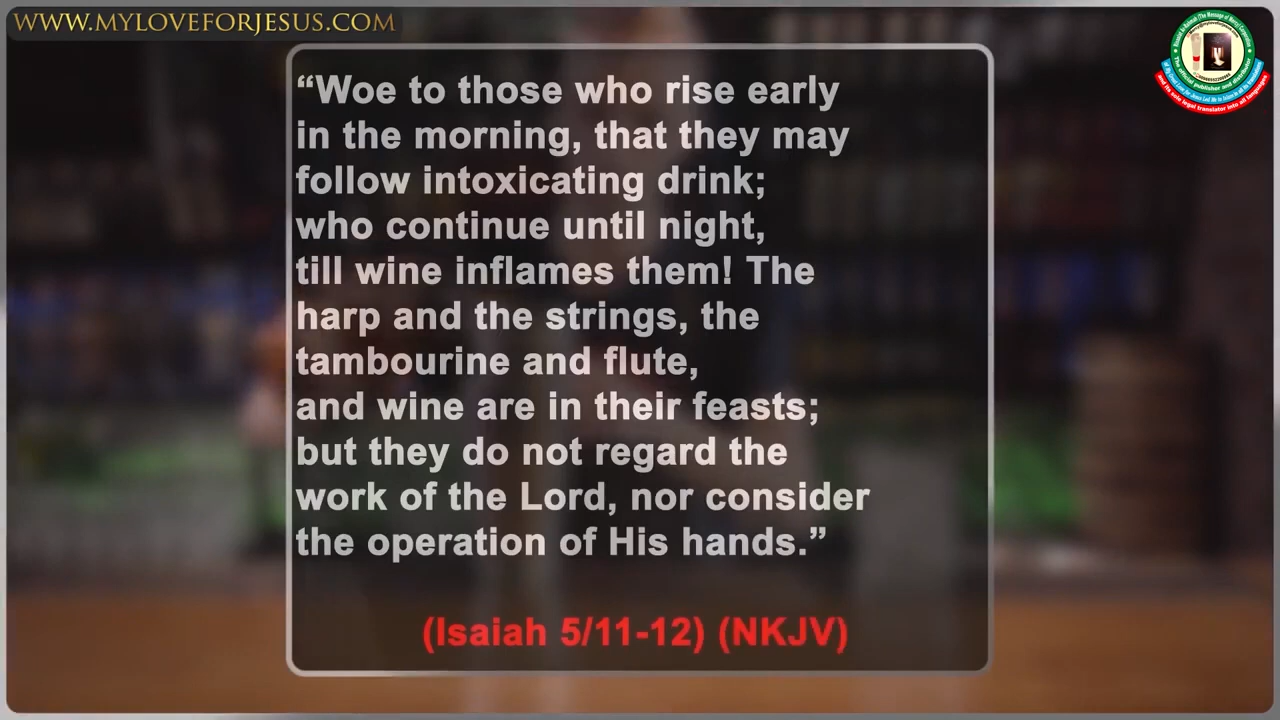 WWW.MYLOVEFORJESUS.COM
“Woe to those who rise early
in the morning, that they may
follow intoxicating drink;
who continue until night,
till wine inflames them! The
harp and the strings, the
tambourine and flute,
and wine are in their feasts;
but they do not regard the
work of the Lord, nor consider
the operation of His hands.”
(Isaiah 5/11-12) (NKJV)